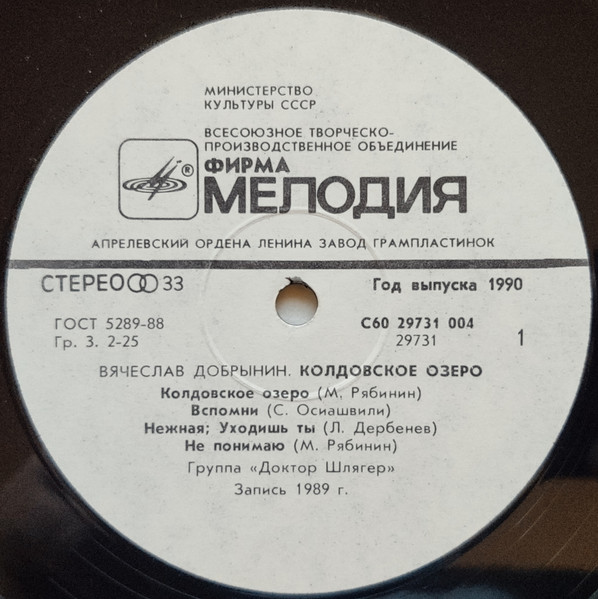 МИНИСТЕРСТВО
КУЛЬТУРЫ СССР
ВСЕСОЮЗНОЕ ТВОРЧЕСКО-
ПРОИЗВОДСТВЕННОЕ ОБЪЕДИНЕНИЕ
®
ФИРМА
МЕЛОДИЯ
АПРЕЛЕВСКИЙ ОРДЕНА ЛЕНИНА ЗАВОД ГРАМПЛАСТИНОК
СТЕРЕО 33
Год выпуска 1990
ГОСТ 5289-88
С60 29731 004
Гр. 3. 2-25
29731
1
ВЯЧЕСЛАВ ДОБРЫНИН. КОЛДОВСКОЕ ОЗЕРО
Колдовское озеро (М. Рябинин)
Вспомни (С. Осиашвили)
Нежная; Уходишь ты (Л. Дербенев)
Не понимаю (М. Рябинин)
Группа «Доктор Шлягер»
Запись 1989 г.